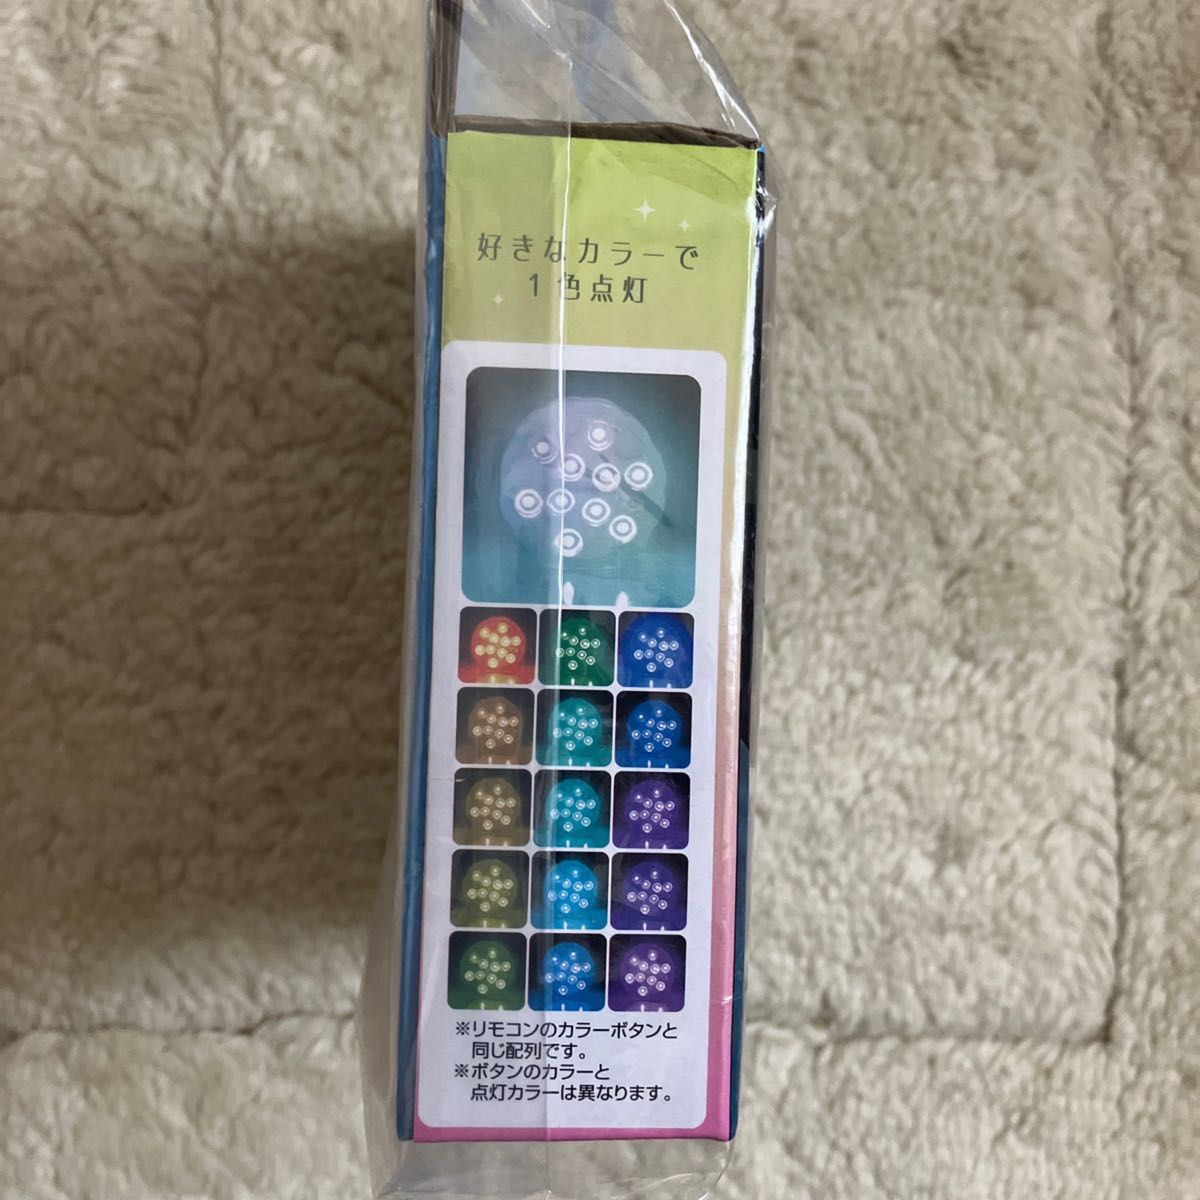 好きなカラーで
1色点灯
※リモコンのカラーボタンと
同じ配列です。
※ボタンのカラーと
点灯カラーは異なります。